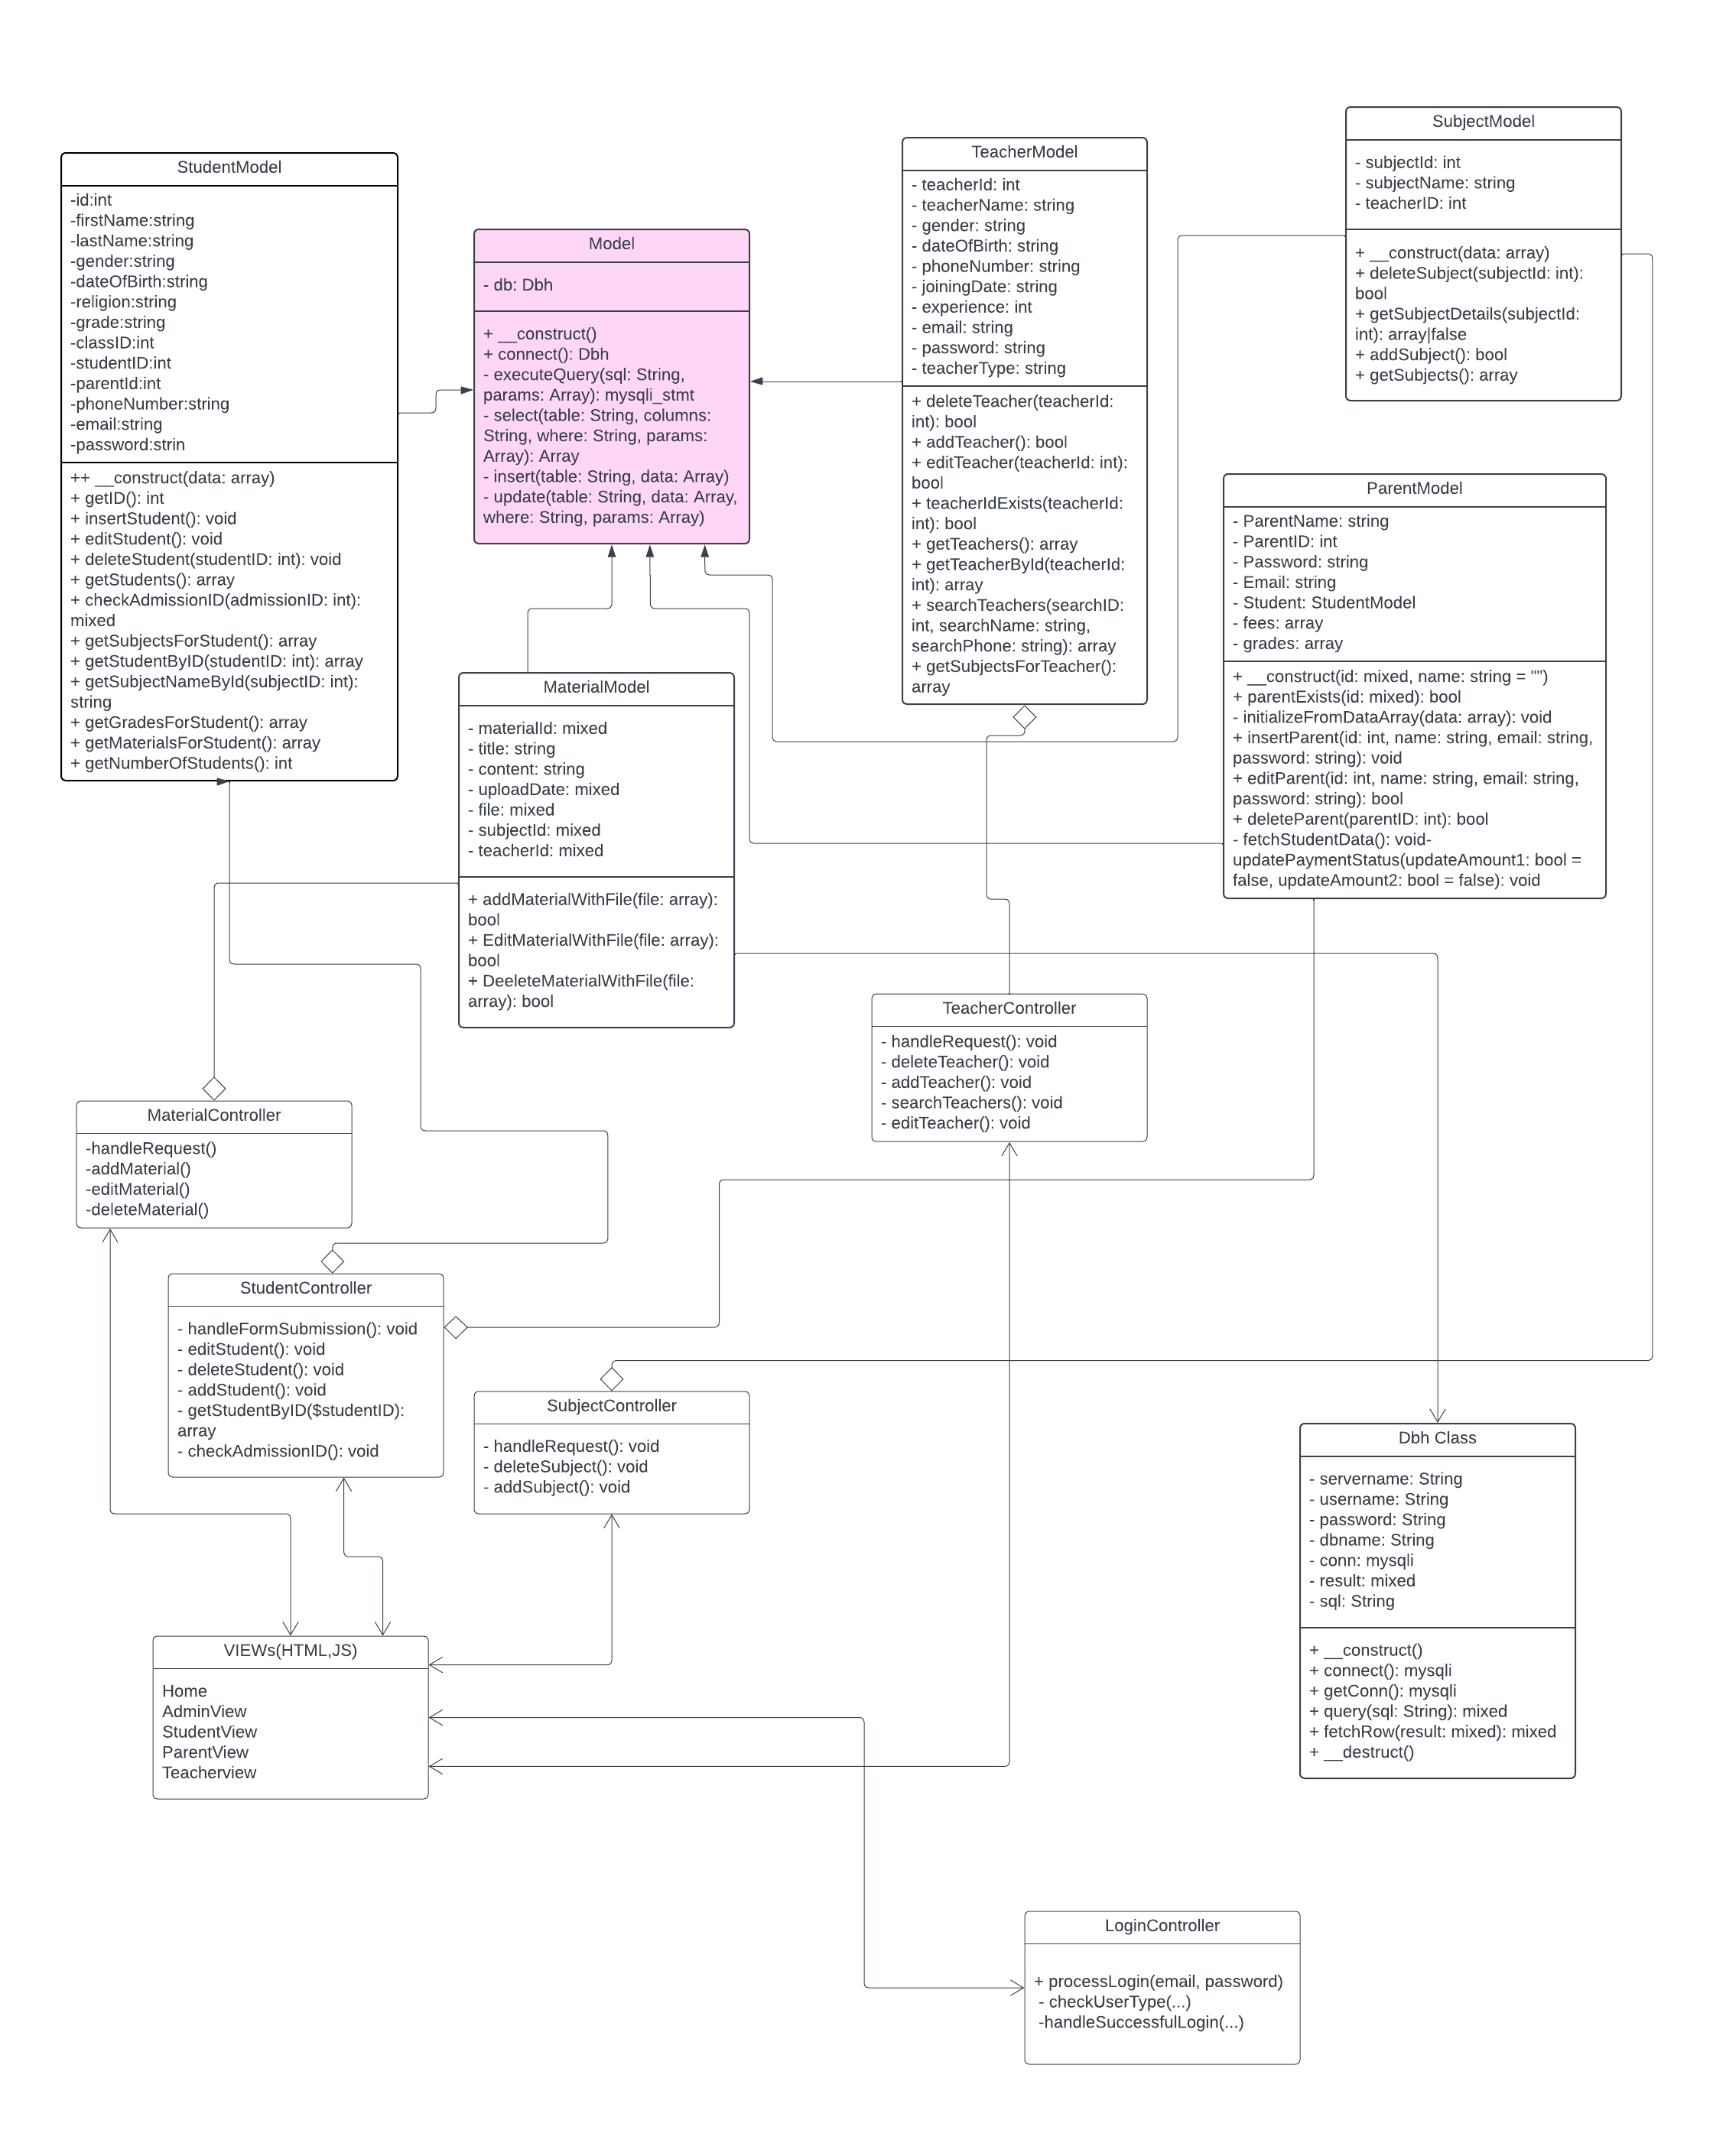 StudentModel
-id:int
-firstName:string
-lastName:string
-gender:string
-dateOfBirth:string
-religion:string
-grade:string
-classID:int
-studentID:int
-parentId:int
-phoneNumber:string
-email:string
-password:strin
++ __construct(data: array)
+ getID(): int
+ insertStudent(): void
+ editStudent(): void
+ deleteStudent(studentID: int): void
+ getStudents(): array
+ checkAdmissionID(admissionID: int):
mixed
+ getSubjectsForStudent(): array
+ getStudentByID(studentID: int): array
+ getSubjectNameById(subjectID: int):
string
+ getGradesForStudent(): array
+ getMaterialsForStudent(): array
+ getNumberOfStudents(): int
Model
- db: Dbh
+ __construct()
+ connect(): Dbh
- executeQuery(sql: String,
params: Array): mysqli_stmt
- select(table: String, columns:
String, where: String, params:
Array): Array
- insert(table: String, data: Array)
- update(table: String, data: Array,
where: String, params: Array)
TeacherModel
- teacherId: int
- teacherName: string
- gender: string
- dateOfBirth: string
- phoneNumber: string
- joiningDate: string
- experience: int
- email: string
- password: string
- teacherType: string
+ deleteTeacher(teacherId:
int): bool
+ addTeacher(): bool
+ editTeacher(teacherId: int):
bool
+ teacherIdExists(teacherId:
int): bool
+ getTeachers(): array
+ getTeacherById(teacherId:
int): array
+ searchTeachers(searchID:
int, searchName: string,
searchPhone: string): array
+ getSubjectsForTeacher():
array
SubjectModel
- subjectId: int
- subjectName: string
- teacherID: int
+ __construct(data: array)
+ deleteSubject(subjectId: int):
bool
+ getSubjectDetails(subjectId:
int): array|false
+ addSubject(): bool
+ getSubjects(): array
ParentModel
- ParentName: string
- ParentID: int
- Password: string
- Email: string
- Student: StudentModel
- fees: array
- grades: array
+ __construct(id: mixed, name: string = "")
+ parentExists(id: mixed): bool
- initializeFromDataArray(data: array): void
+ insertParent(id: int, name: string, email: string,
password: string): void
+ editParent(id: int, name: string, email: string,
password: string): bool
+ deleteParent(parentID: int): bool
- fetchStudentData(): void-
updatePaymentStatus(updateAmount1: bool =
false, updateAmount2: bool = false): void
MaterialModel
- materialId: mixed
- title: string
- content: string
- uploadDate: mixed
- file: mixed
- subjectId: mixed
- teacherId: mixed
+ addMaterialWithFile(file: array):
bool
+ EditMaterialWithFile(file: array):
bool
+ DeeleteMaterialWithFile(file:
array): bool
TeacherController
- handleRequest(): void
- deleteTeacher(): void
- addTeacher(): void
- searchTeachers(): void
- editTeacher(): void
MaterialController
-handleRequest()
-addMaterial()
-editMaterial()
-deleteMaterial()
StudentController
- handleFormSubmission(): void
- editStudent(): void
- deleteStudent(): void
- addStudent(): void
- getStudentByID($studentID):
array
- checkAdmissionID(): void
SubjectController
- handleRequest(): void
- deleteSubject(): void
- addSubject(): void
Dbh Class
- servername: String
- username: String
- password: String
- dbname: String
- conn: mysqli
- result: mixed
- sql: String
+ __construct()
+ connect(): mysqli
+ getConn(): mysqli
+ query(sql: String): mixed
+ fetchRow(result: mixed): mixed
+ __destruct()
VIEWs(HTML,JS)
Home
AdminView
StudentView
ParentView
Teacherview
LoginController
+ processLogin(email, password)
- checkUserType(...)
-handleSuccessfulLogin(...)